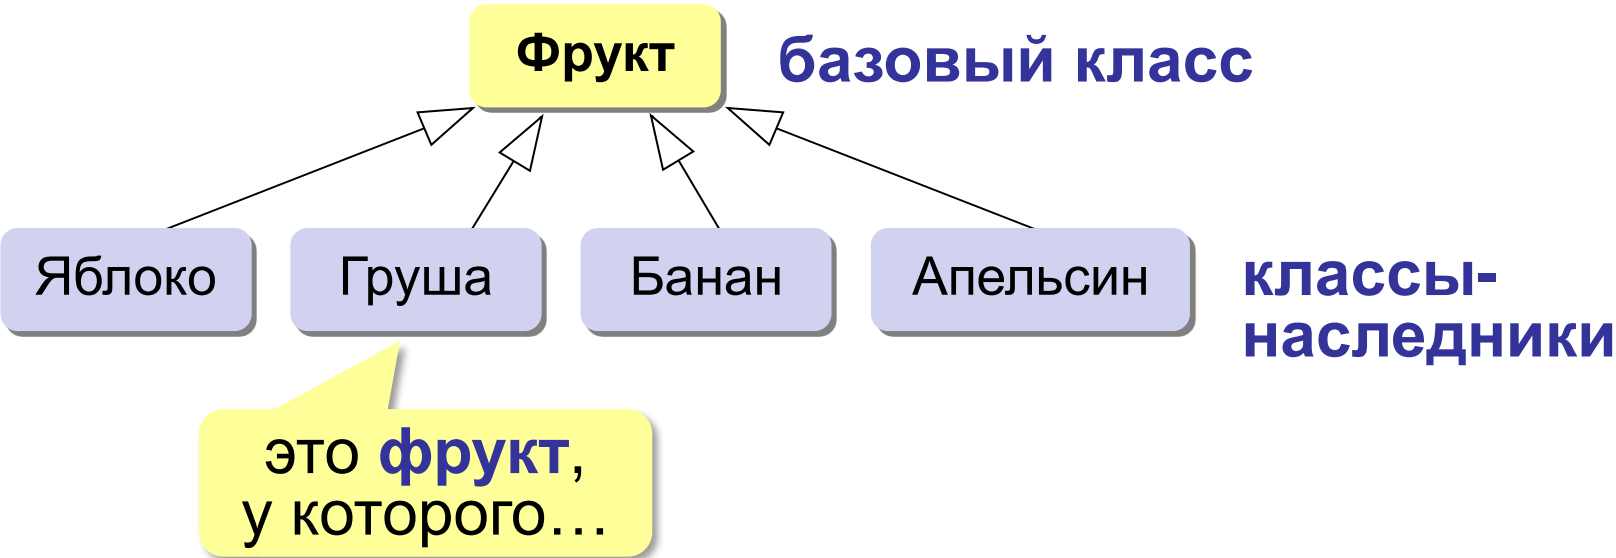 Фрукт
базовый класс
Яблоко
Груша
Банан
Апельсин
классы-
наследники
это фрукт,
у которого…